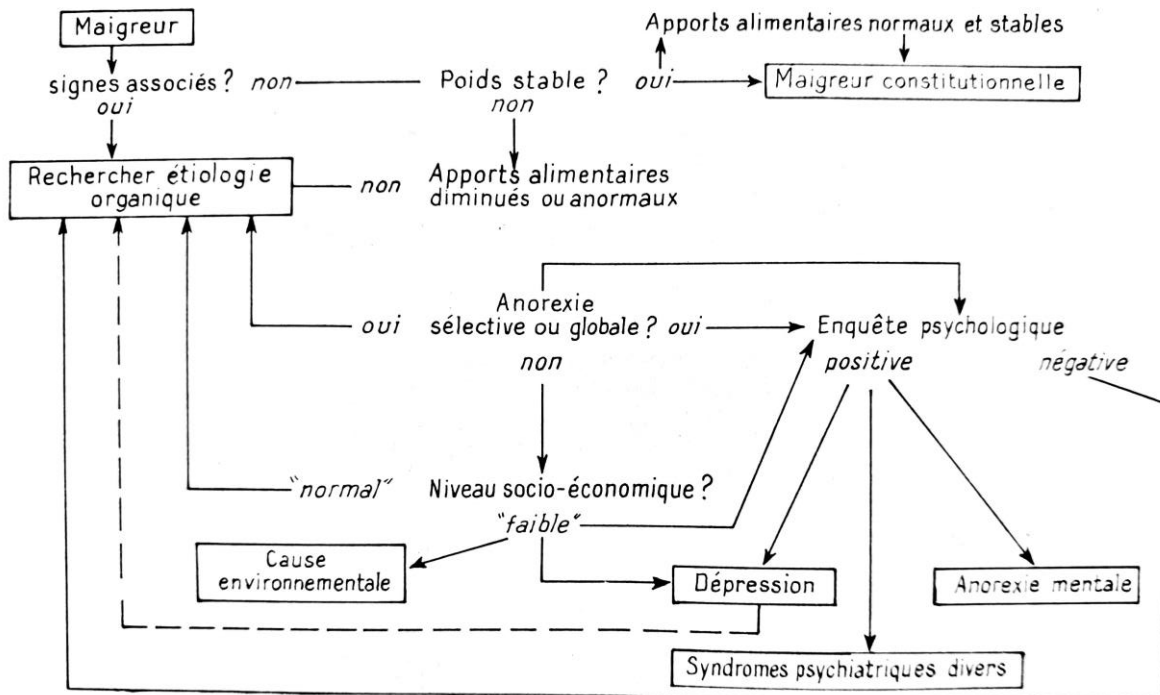 Maigreur
Apports alimentaires normaux et stables
signes associés ? non
Poids stable ? oui
Maigreur constitutionnelle
oui
non
Rechercher étiologie
organique
non
Apports alimentaires
diminués ou anormaux
Anorexie
oui
sélective ou globale ? oui
Enquête psychologique
non
positive
négative
"normal"
Niveau socio-économique ?
"faible"
Cause
environnementale
Dépression
Anorexie mentale
Syndromes psychiatriques divers